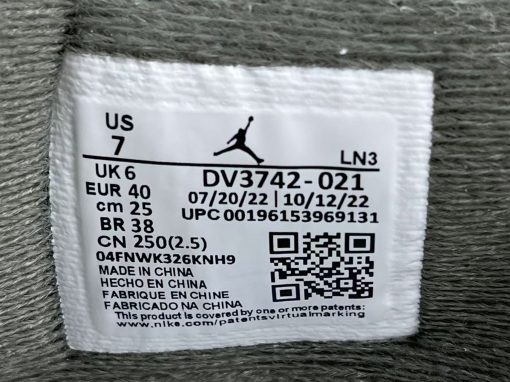 US
7
LN3
UK 6
EUR 40
cm 25
BR 38
CN 250(2.5)
DV3742-021
07/20/22 | 10/12/22
UPC 00196153969131
04FNWK326KNH9
MADE IN CHINA
HECHO EN CHINA
FABRIQUE EN CHINE
FABRICADO NA CHINA
This product is covered by one or more patents:
www.nike.com/patentsvirtualmarking